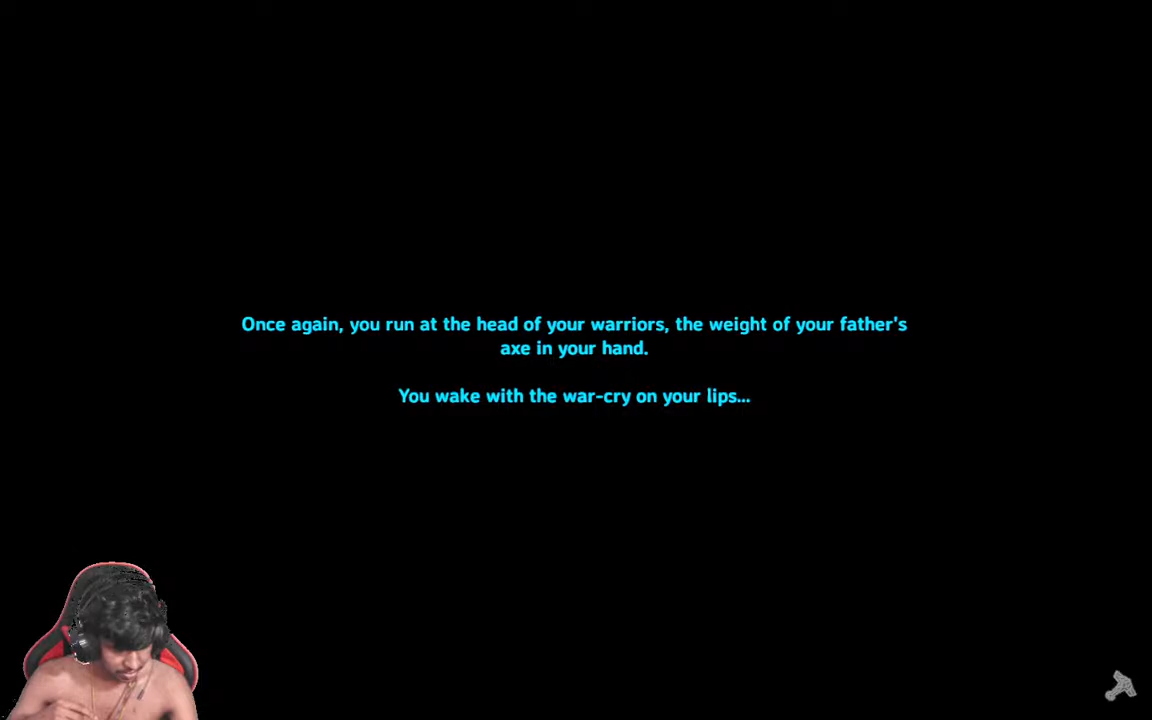 Once again, you run at the head of your warriors, the weight of your father's
axe in your hand.
You wake with the war-cry on your lips...